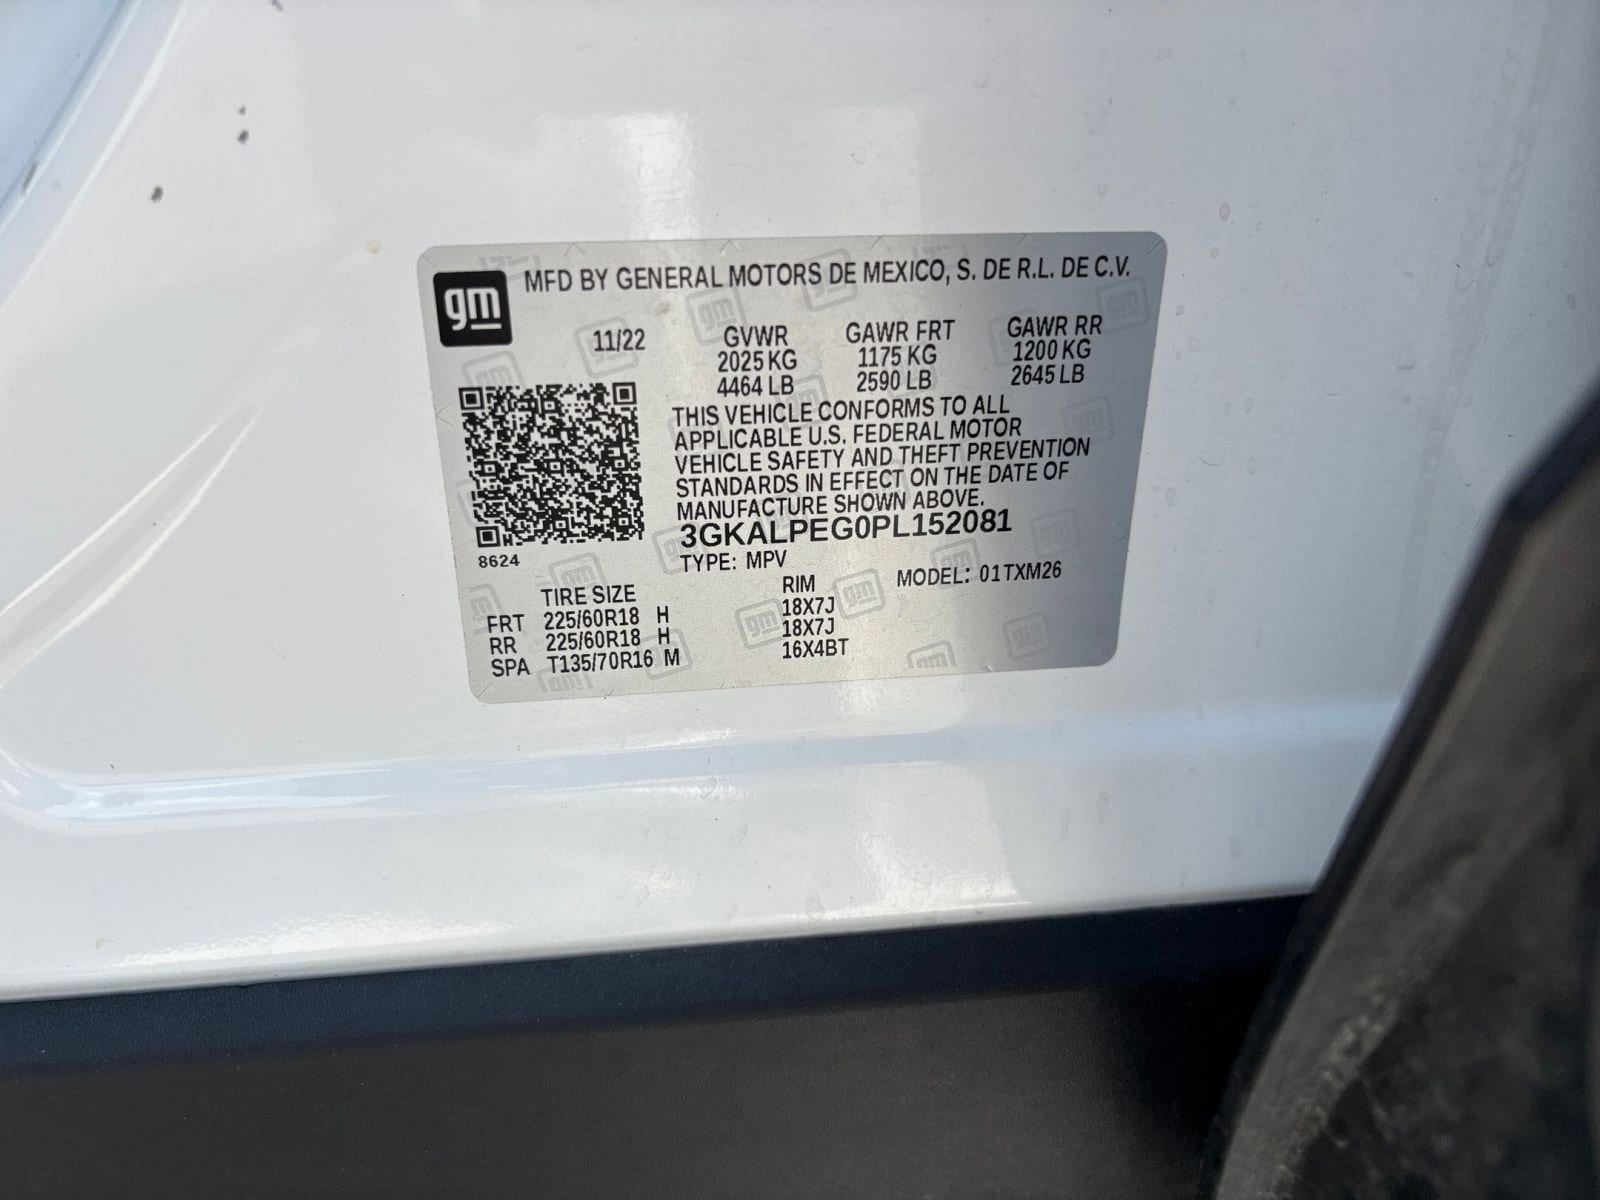 gm
MFD BY GENERAL MOTORS DE MEXICO, S. DE R.L. DE C.V.
11/22 GVWR GAWR FRT GAWR RR
2025 KG 1175 KG 1200 KG
4464 LB 2590 LB 2645 LB
THIS VEHICLE CONFORMS TO ALL
APPLICABLE U.S. FEDERAL MOTOR
VEHICLE SAFETY AND THEFT PREVENTION
STANDARDS IN EFFECT ON THE DATE OF
MANUFACTURE SHOWN ABOVE.
3GKALPEG0PL152081
8624
TYPE: MPV MODEL: 01TXM26
TIRE SIZE RIM
FRT 225/60R18 H 18X7J
RR 225/60R18 H 18X7J
SPA T135/70R16 M 16X4BT